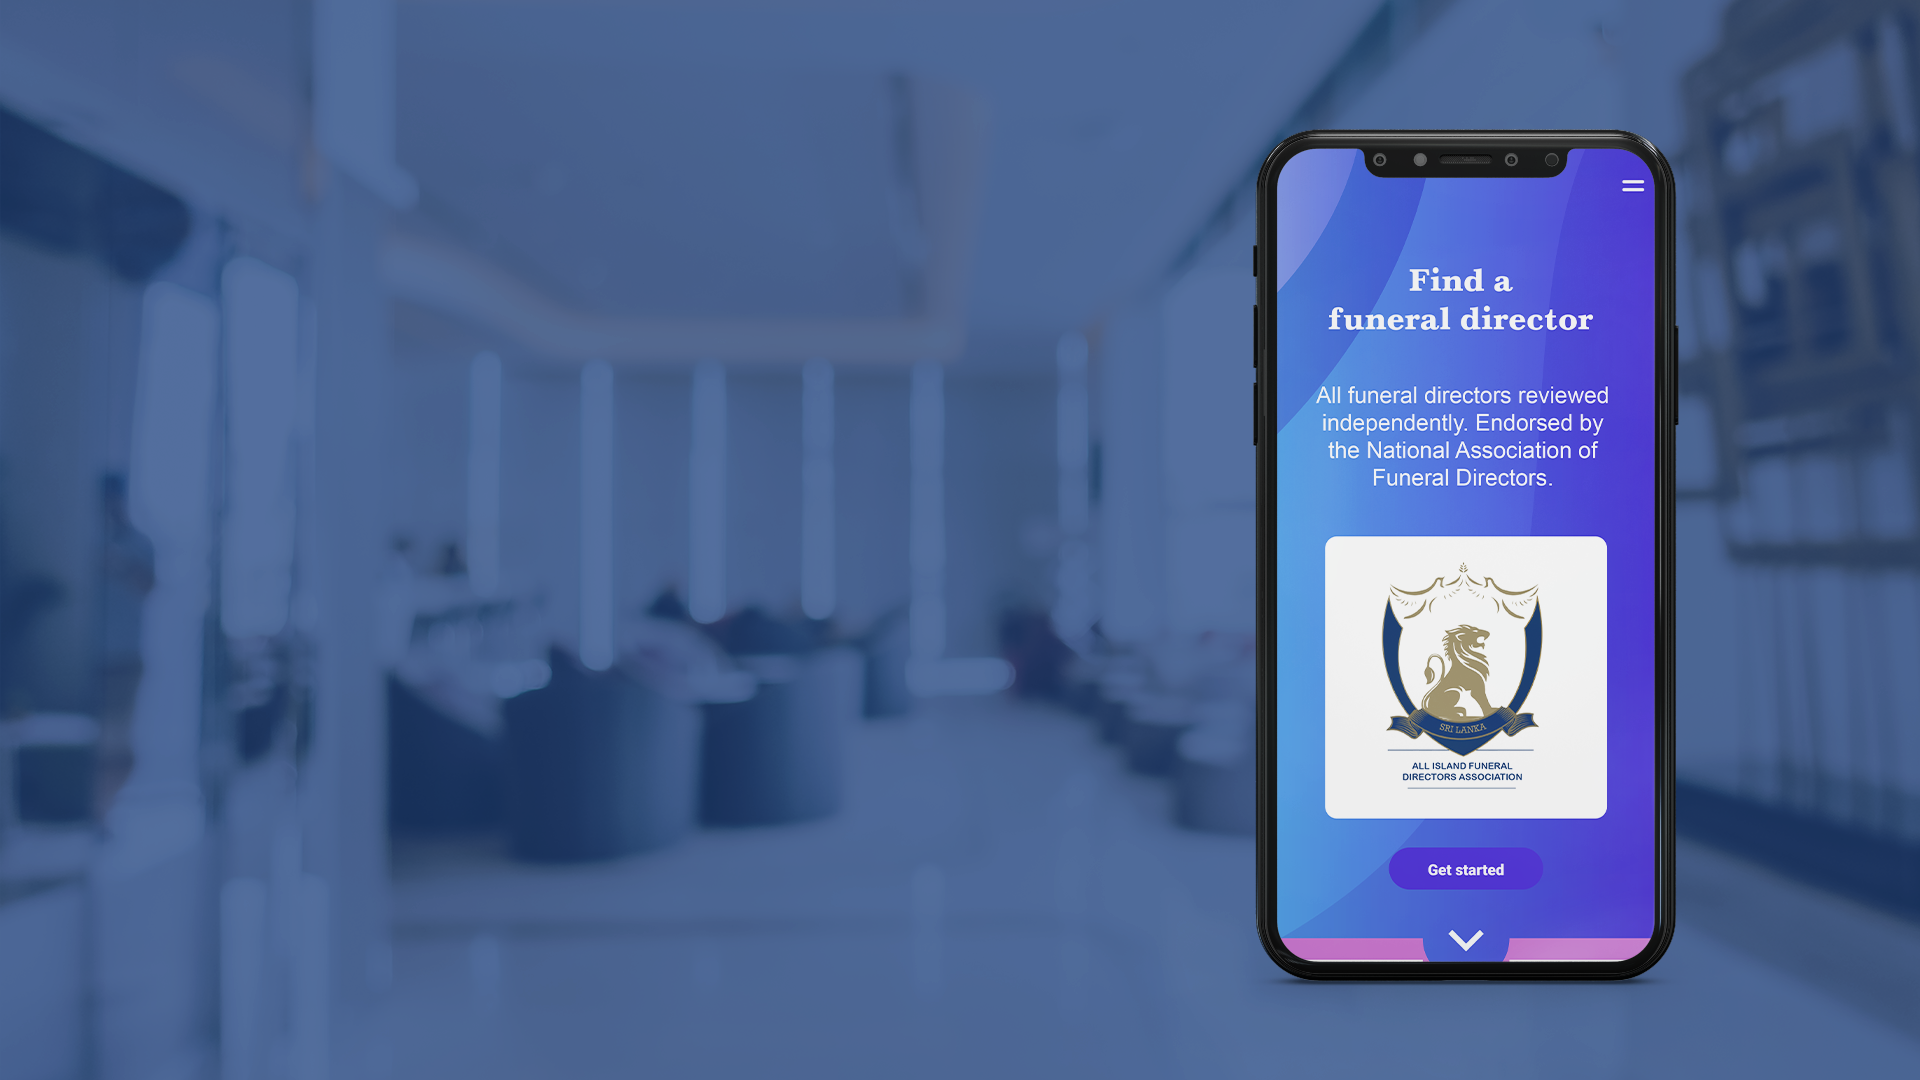 Find a
funeral director
All funeral directors reviewed
independently. Endorsed by
the National Association of
Funeral Directors.
SRI LANKA
ALL ISLAND FUNERAL
DIRECTORS ASSOCIATION
Get started